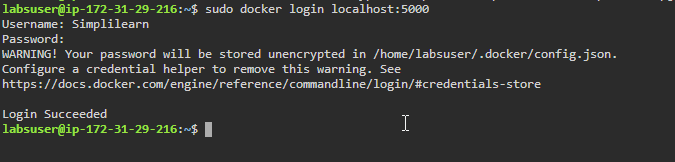 labsuser@ip-172-31-29-216:~$ sudo docker login localhost:5000
Username: Simplilearn
Password:
WARNING! Your password will be stored unencrypted in /home/labsuser/.docker/config.json.
Configure a credential helper to remove this warning. See
https://docs.docker.com/engine/reference/commandline/login/#credentials-store
Login Succeeded
labsuser@ip-172-31-29-216:~$